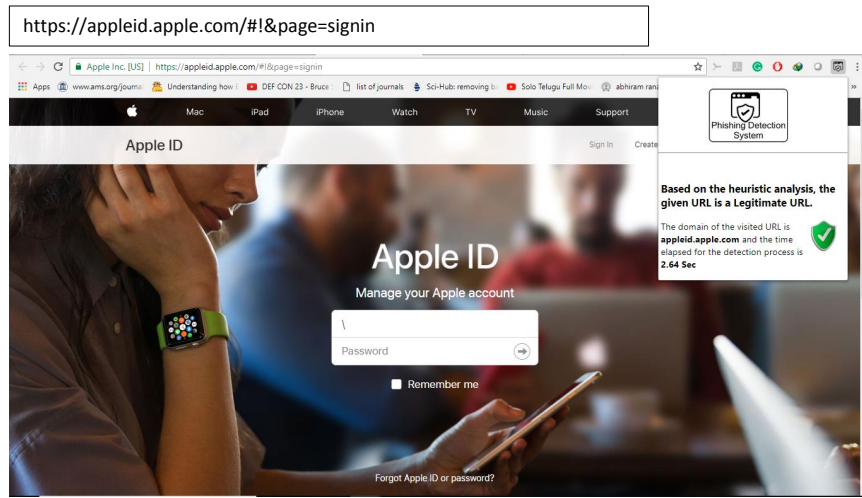 https://appleid.apple.com/#!&page=signin
Apple Inc. [US] | https://appleid.apple.com/#!&page=signin
Apps www.ams.org/journa Understanding how DEF CON 23 - Bruce list of journals Sci-Hub: removing ba Solo Telugu Full Movi abhiram rana »
Mac iPad iPhone Watch TV Music Support
Apple ID Sign In Create
Phishing Detection
System
Based on the heuristic analysis, the
given URL is a Legitimate URL.
The domain of the visited URL is
appleid.apple.com and the time
elapsed for the detection process is
2.64 Sec
Apple ID
Manage your Apple account
\
Password
Remember me
Forgot Apple ID or password?